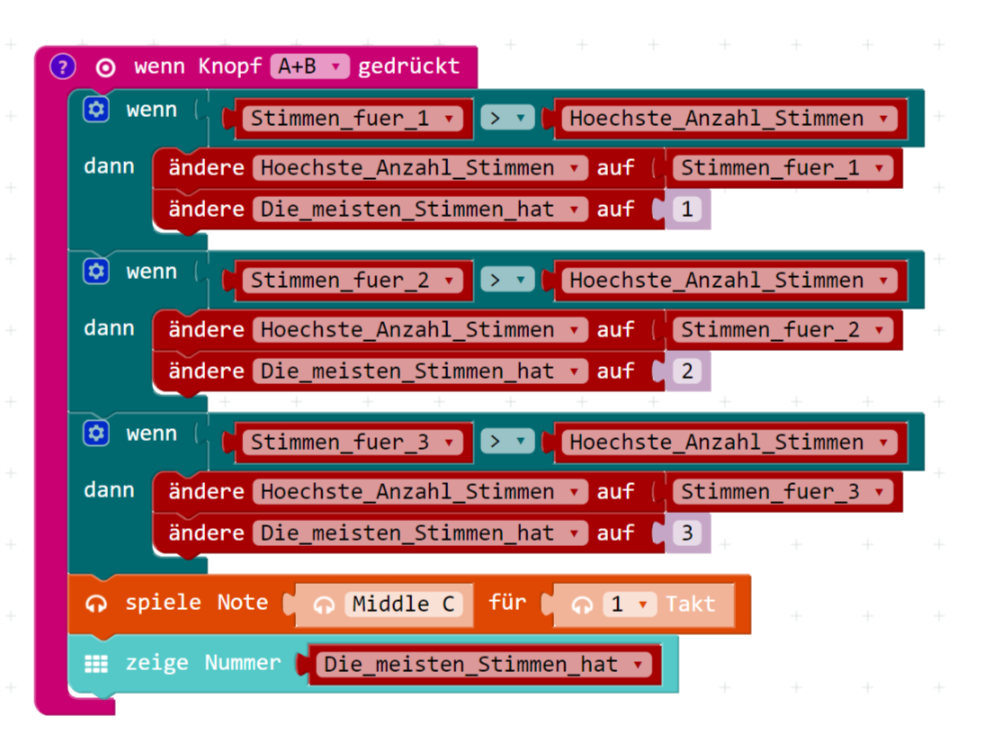 ? wenn Knopf A+B gedrückt
wenn Stimmen_fuer_1 > Hoechste_Anzahl_Stimmen
dann ändere Hoechste_Anzahl_Stimmen auf Stimmen_fuer_1
ändere Die_meisten_Stimmen_hat auf 1
wenn Stimmen_fuer_2 > Hoechste_Anzahl_Stimmen
dann ändere Hoechste_Anzahl_Stimmen auf Stimmen_fuer_2
ändere Die_meisten_Stimmen_hat auf 2
wenn Stimmen_fuer_3 > Hoechste_Anzahl_Stimmen
dann ändere Hoechste_Anzahl_Stimmen auf Stimmen_fuer_3
ändere Die_meisten_Stimmen_hat auf 3
spiele Note Middle C für 1 Takt
zeige Nummer Die_meisten_Stimmen_hat